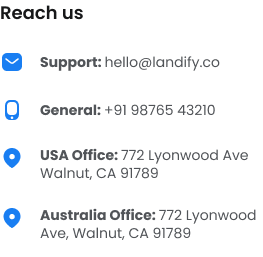 Reach us
Support: hello@landify.co
General: +91 98765 43210
USA Office: 772 Lyonwood Ave
Walnut, CA 91789
Australia Office: 772 Lyonwood
Ave, Walnut, CA 91789